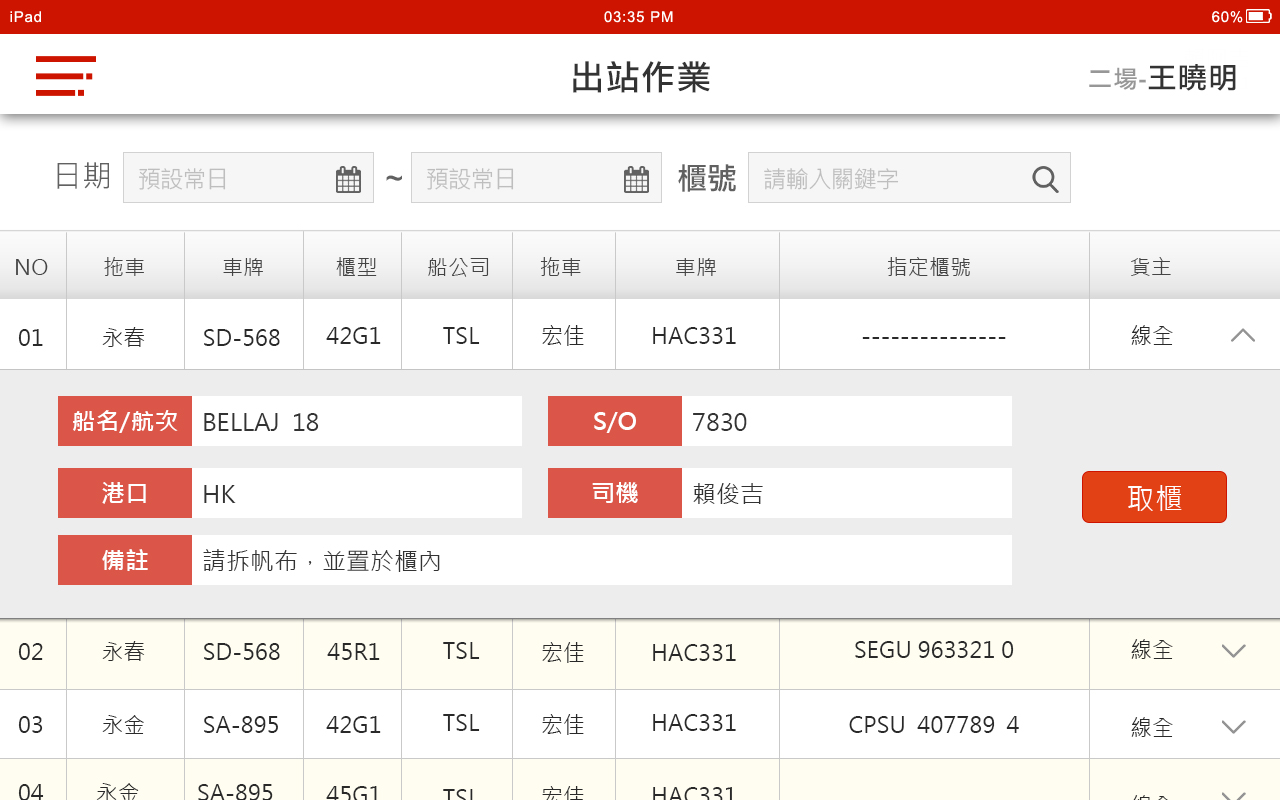 iPad 03:35 PM 60%
出站作業 二場-王曉明
日期 預設常日 ~ 預設常日 櫃號 請輸入關鍵字
NO 拖車 車牌 櫃型 船公司 拖車 車牌 指定櫃號 貨主
01 永春 SD-568 42G1 TSL 宏佳 HAC331 --------------- 線全
船名/航次 BELLAJ 18 S/O 7830
港口 HK 司機 賴俊吉
取櫃
備註 請拆帆布，並置於櫃內
02 永春 SD-568 45R1 TSL 宏佳 HAC331 SEGU 963321 0 線全
03 永金 SA-895 42G1 TSL 宏佳 HAC331 CPSU 407789 4 線全
04 永金 SA-895 45G1 TSL 宏佳 HAC331 線全